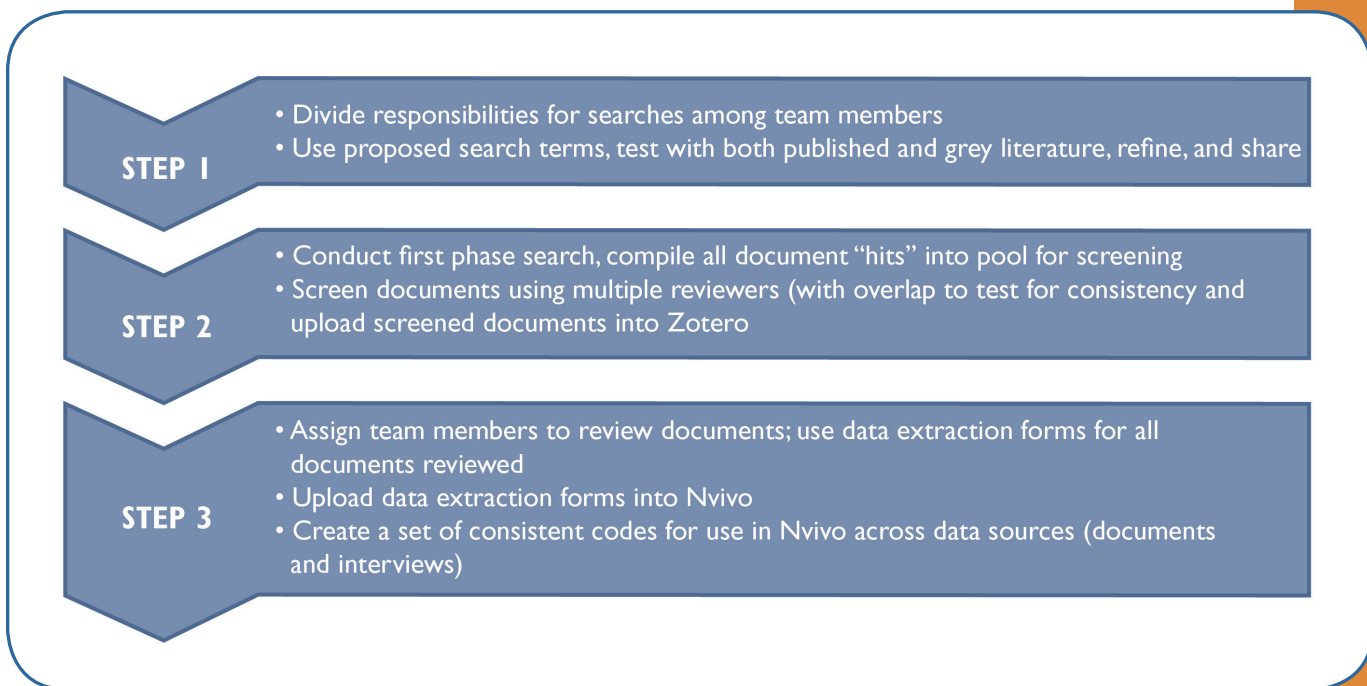 STEP 1
• Divide responsibilities for searches among team members
• Use proposed search terms, test with both published and grey literature, refine, and share
STEP 2
• Conduct first phase search, compile all document “hits” into pool for screening
• Screen documents using multiple reviewers (with overlap to test for consistency and
upload screened documents into Zotero
STEP 3
• Assign team members to review documents; use data extraction forms for all
documents reviewed
• Upload data extraction forms into Nvivo
• Create a set of consistent codes for use in Nvivo across data sources (documents
and interviews)